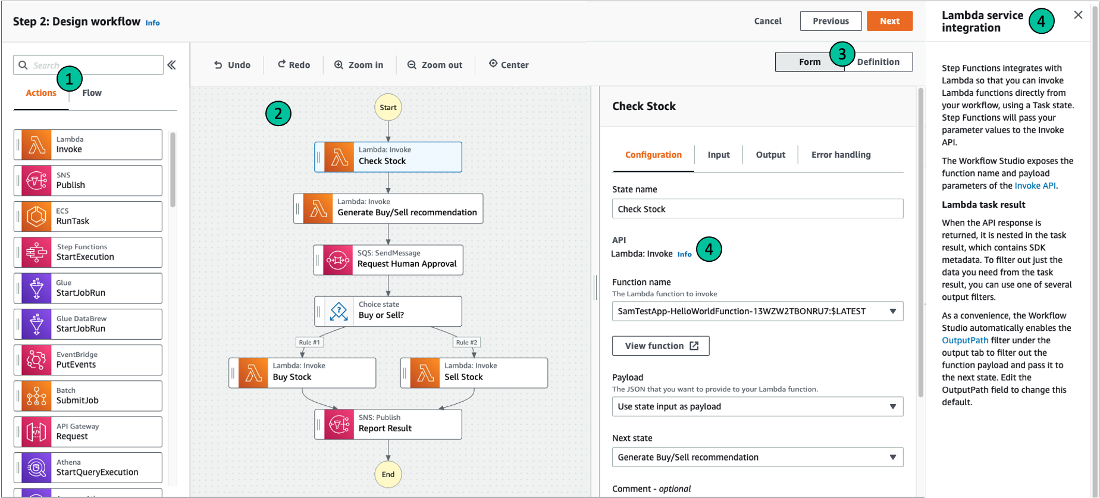 Step 2: Design workflow Info
Cancel
Previous
Next
Search
1
Actions
Flow
Lambda
Invoke
SNS
Publish
ECS
RunTask
Step Functions
StartExecution
Glue
StartJobRun
Glue DataBrew
StartJobRun
EventBridge
PutEvents
Batch
SubmitJob
API Gateway
Request
Athena
StartQueryExecution
Undo
Redo
Zoom in
Zoom out
Center
3
Form
Definition
2
Start
Lambda: Invoke
Check Stock
Lambda: Invoke
Generate Buy/Sell recommendation
SQS: SendMessage
Request Human Approval
Choice state
Buy or Sell?
Rule #1
Rule #2
Lambda: Invoke
Buy Stock
Lambda: Invoke
Sell Stock
SNS: Publish
Report Result
End
Check Stock
Configuration
Input
Output
Error handling
State name
Check Stock
API
Lambda: Invoke Info
4
Function name
The Lambda function to invoke
SamTestApp-HelloWorldFunction-13WZW2TBONRU7:$LATEST
View function
Payload
The JSON that you want to provide to your Lambda function.
Use state input as payload
Next state
Generate Buy/Sell recommendation
Comment - optional
Lambda service
integration
4
Step Functions integrates with
Lambda so that you can invoke
Lambda functions directly from
your workflow, using a Task state.
Step Functions will pass your
parameter values to the Invoke
API.
The Workflow Studio exposes the
function name and payload
parameters of the Invoke API.
Lambda task result
When the API response is
returned, it is nested in the task
result, which contains SDK
metadata. To filter out just the
data you need from the task
result, you can use one of several
output filters.
As a convenience, the Workflow
Studio automatically enables the
OutputPath filter under the
output tab to filter out the
function payload and pass it to
the next state. Edit the
OutputPath field to change this
default.